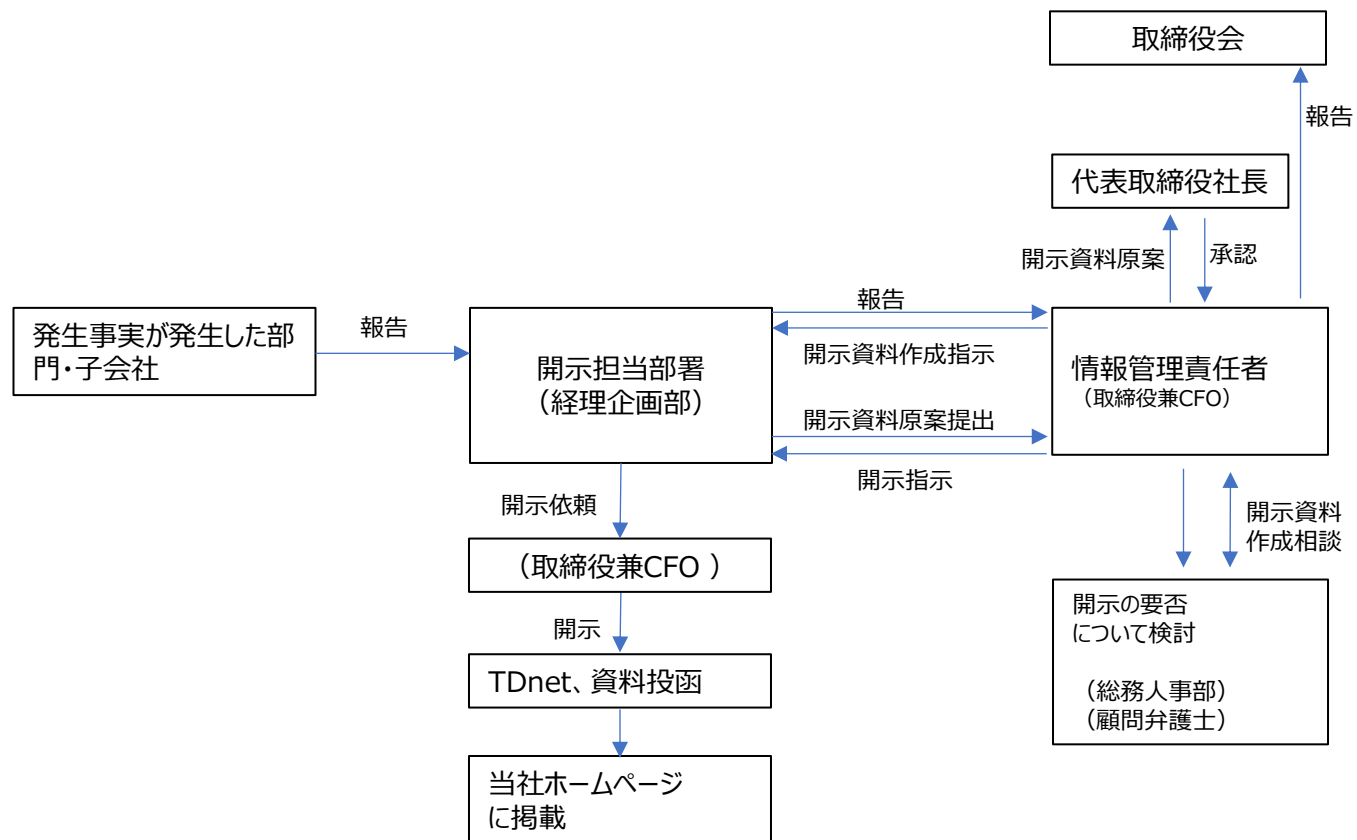 取締役会
報告
代表取締役社長
開示資料原案
承認
発生事実が発生した部
門・子会社
報告
開示担当部署
（経理企画部）
報告
開示資料作成指示
開示資料原案提出
開示指示
情報管理責任者
（取締役兼CFO）
開示依頼
（取締役兼CFO ）
開示
TDnet、資料投函
当社ホームページ
に掲載
開示資料
作成相談
開示の要否
について検討
（総務人事部）
（顧問弁護士）